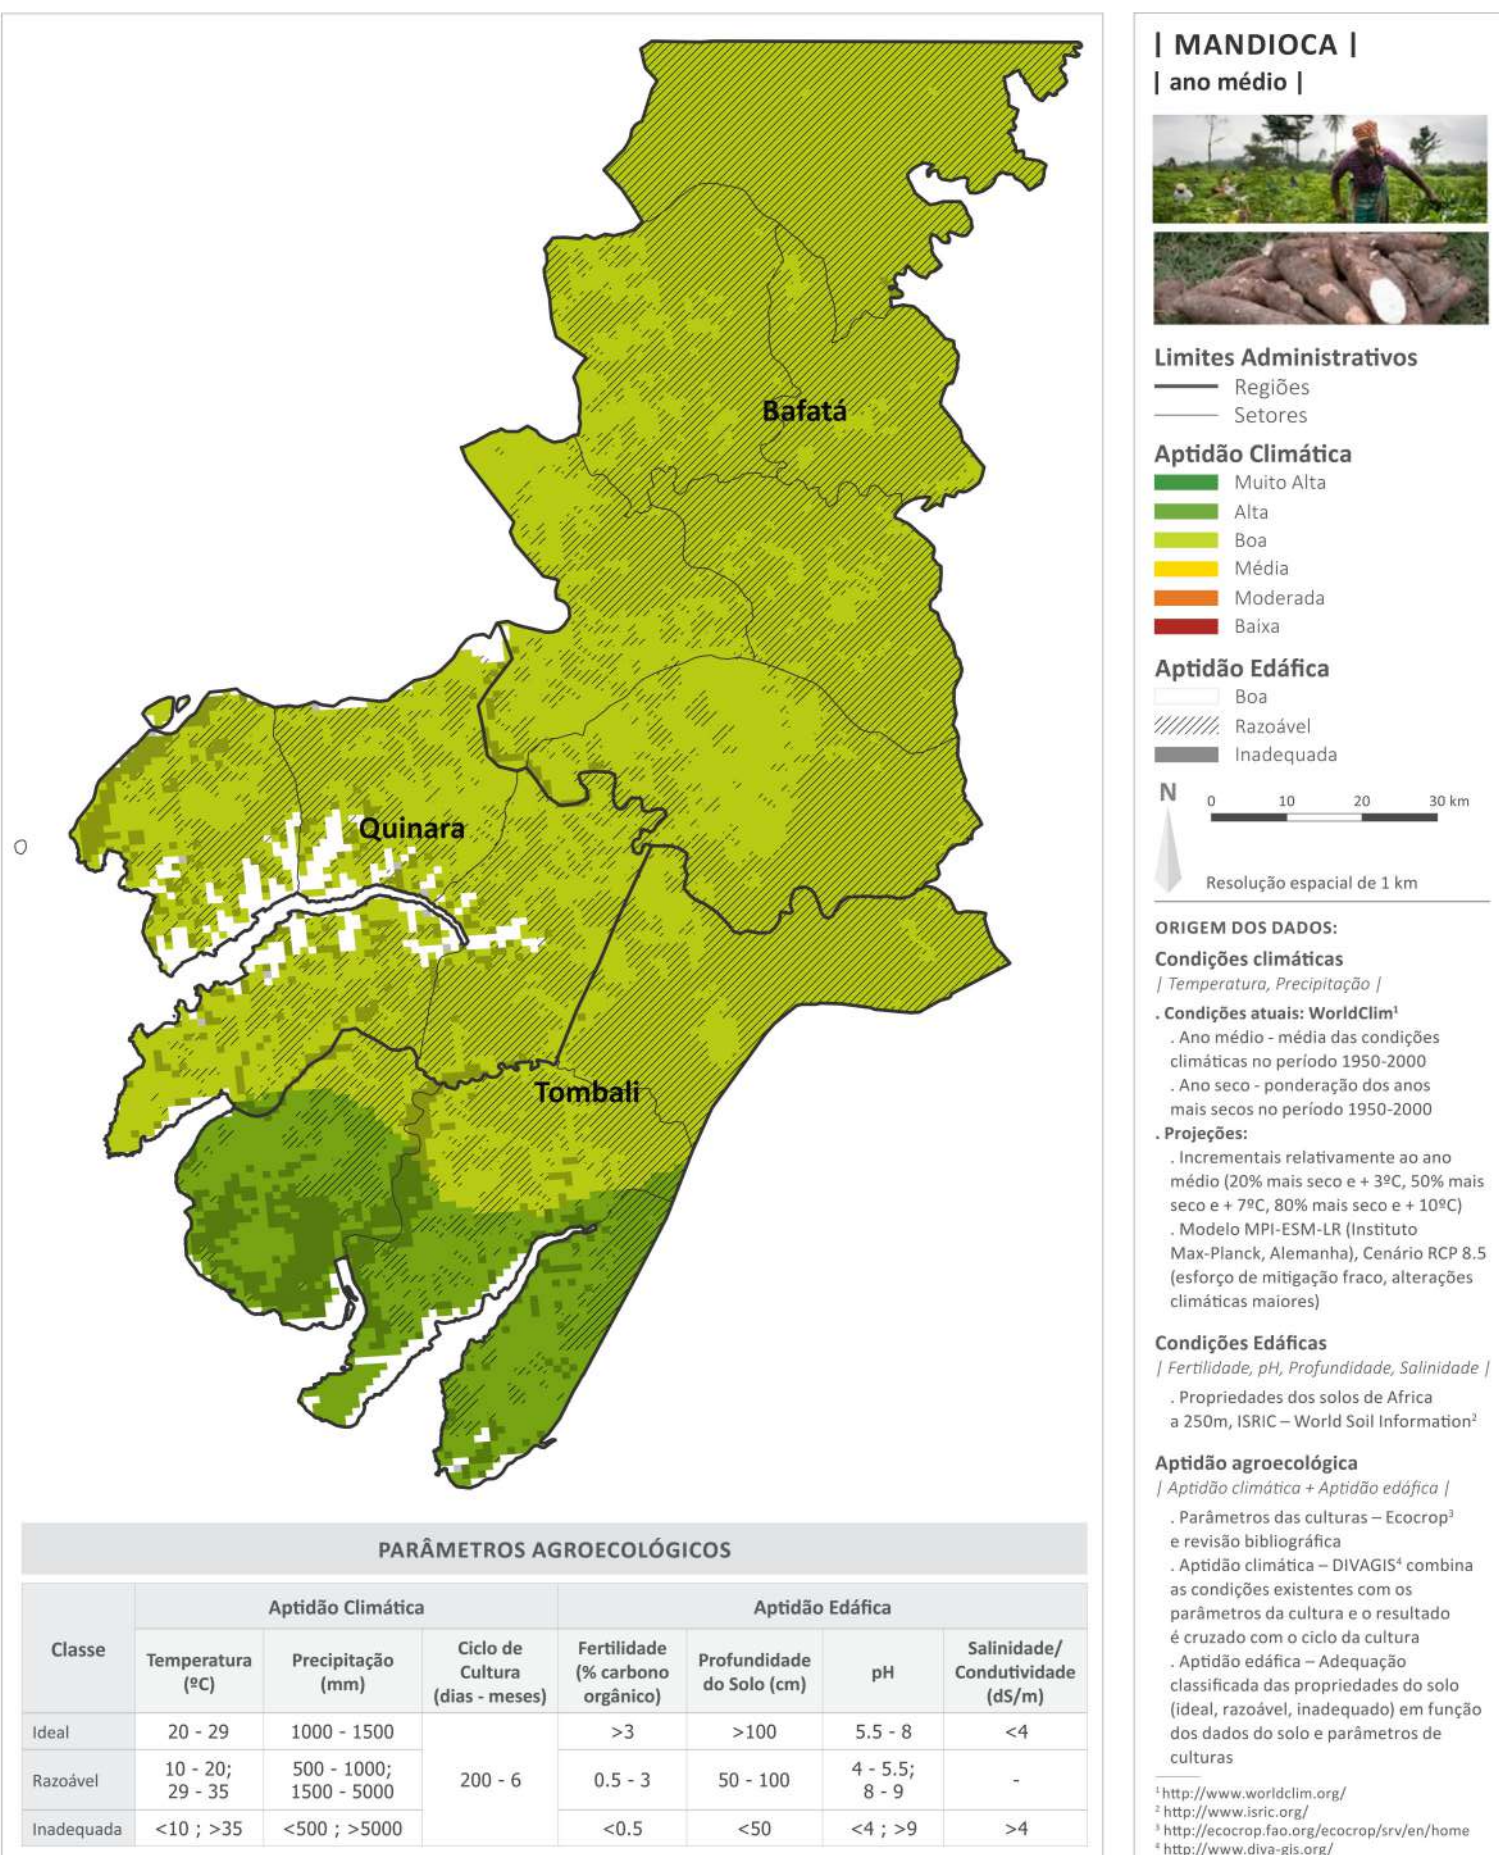 | MANDIOCA |
| ano médio |
Limites Administrativos
Regiões
Setores
Aptidão Climática
Muito Alta
Alta
Boa
Média
Moderada
Baixa
Aptidão Edáfica
Boa
Razoável
Inadequada
N
0 10 20 30 km
Resolução espacial de 1 km
ORIGEM DOS DADOS:
Condições climáticas
| Temperatura, Precipitação |
. Condições atuais: WorldClim¹
. Ano médio - média das condições
climáticas no período 1950-2000
. Ano seco - ponderação dos anos
mais secos no período 1950-2000
. Projeções:
. Incrementais relativamente ao ano
médio (20% mais seco e + 3ºC, 50% mais
seco e + 7ºC, 80% mais seco e + 10ºC)
. Modelo MPI-ESM-LR (Instituto
Max-Planck, Alemanha), Cenário RCP 8.5
(esforço de mitigação fraco, alterações
climáticas maiores)
Condições Edáficas
| Fertilidade, pH, Profundidade, Salinidade |
. Propriedades dos solos de Africa
a 250m, ISRIC – World Soil Information²
Aptidão agroecológica
| Aptidão climática + Aptidão edáfica |
. Parâmetros das culturas – Ecocrop³
e revisão bibliográfica
. Aptidão climática – DIVAGIS⁴ combina
as condições existentes com os
parâmetros da cultura e o resultado
é cruzado com o ciclo da cultura
. Aptidão edáfica – Adequação
classificada das propriedades do solo
(ideal, razoável, inadequado) em função
dos dados do solo e parâmetros de
culturas
¹ http://www.worldclim.org/
² http://www.isric.org/
³ http://ecocrop.fao.org/ecocrop/srv/en/home
⁴ http://www.diva-gis.org/
Bafatá
Quinara
Tombali
PARÂMETROS AGROECOLÓGICOS
Classe
Aptidão Climática
Aptidão Edáfica
Temperatura
(ºC)
Precipitação
(mm)
Ciclo de
Cultura
(dias - meses)
Fertilidade
(% carbono
orgânico)
Profundidade
do Solo (cm)
pH
Salinidade/
Condutividade
(dS/m)
Ideal 20 - 29 1000 - 1500 >3 >100 5.5 - 8 <4
Razoável 10 - 20; 500 - 1000; 200 - 6 0.5 - 3 50 - 100 4 - 5.5; -
29 - 35 1500 - 5000 8 - 9
Inadequada <10 ; >35 <500 ; >5000 <0.5 <50 <4 ; >9 >4